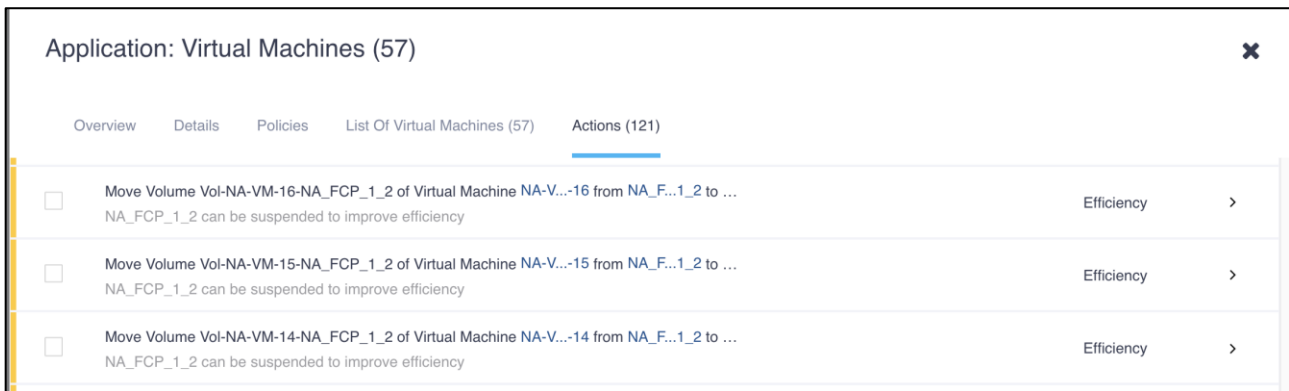 Application: Virtual Machines (57)
Overview Details Policies List Of Virtual Machines (57) Actions (121)
Move Volume Vol-NA-VM-16-NA_FCP_1_2 of Virtual Machine NA-V...-16 from NA_F...1_2 to ...
NA_FCP_1_2 can be suspended to improve efficiency
Efficiency
Move Volume Vol-NA-VM-15-NA_FCP_1_2 of Virtual Machine NA-V...-15 from NA_F...1_2 to ...
NA_FCP_1_2 can be suspended to improve efficiency
Efficiency
Move Volume Vol-NA-VM-14-NA_FCP_1_2 of Virtual Machine NA-V...-14 from NA_F...1_2 to ...
NA_FCP_1_2 can be suspended to improve efficiency
Efficiency